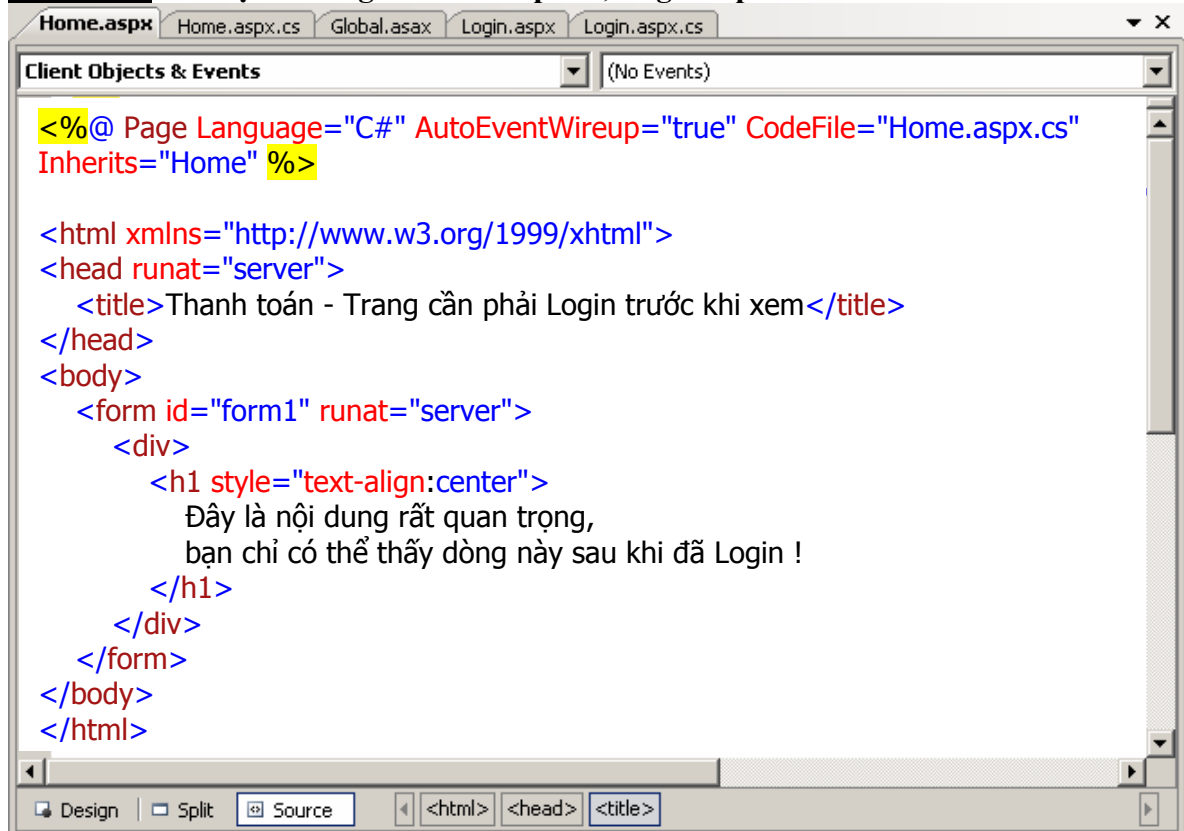 Home.aspx Home.aspx.cs Global.asax Login.aspx Login.aspx.cs
Client Objects & Events (No Events)
<%@ Page Language="C#" AutoEventWireup="true" CodeFile="Home.aspx.cs"
Inherits="Home" %>
<html xmlns="http://www.w3.org/1999/xhtml">
<head runat="server">
<title>Thanh toán - Trang cần phải Login trước khi xem</title>
</head>
<body>
<form id="form1" runat="server">
<div>
<h1 style="text-align:center">
Đây là nội dung rất quan trọng,
bạn chỉ có thể thấy dòng này sau khi đã Login !
</h1>
</div>
</form>
</body>
</html>
Design Split Source <html> <head> <title>